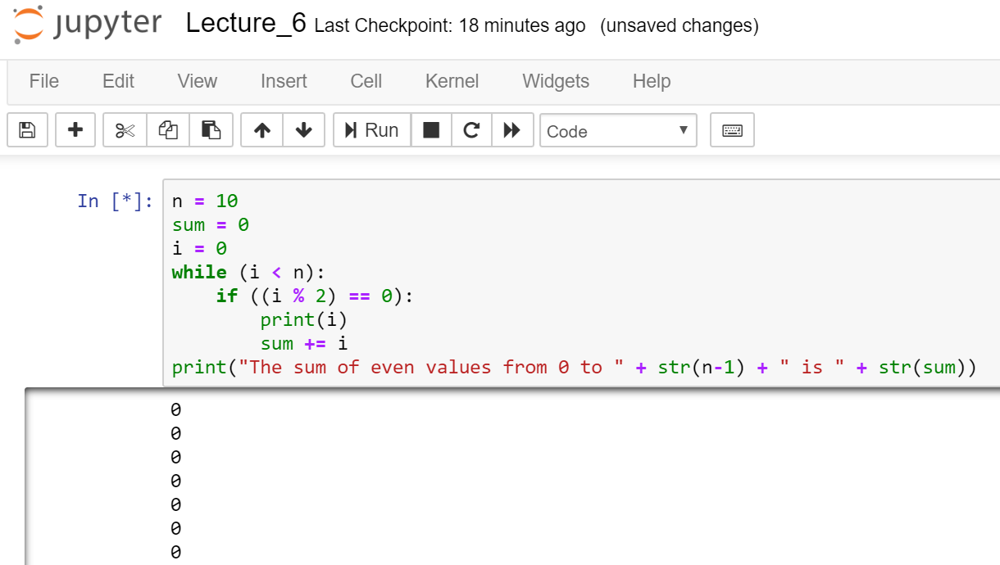 jupyter Lecture_6 Last Checkpoint: 18 minutes ago (unsaved changes)
File Edit View Insert Cell Kernel Widgets Help
Run Code
In [*]: n = 10
sum = 0
i = 0
while (i < n):
    if ((i % 2) == 0):
        print(i)
        sum += i
print("The sum of even values from 0 to " + str(n-1) + " is " + str(sum))
0
0
0
0
0
0
0